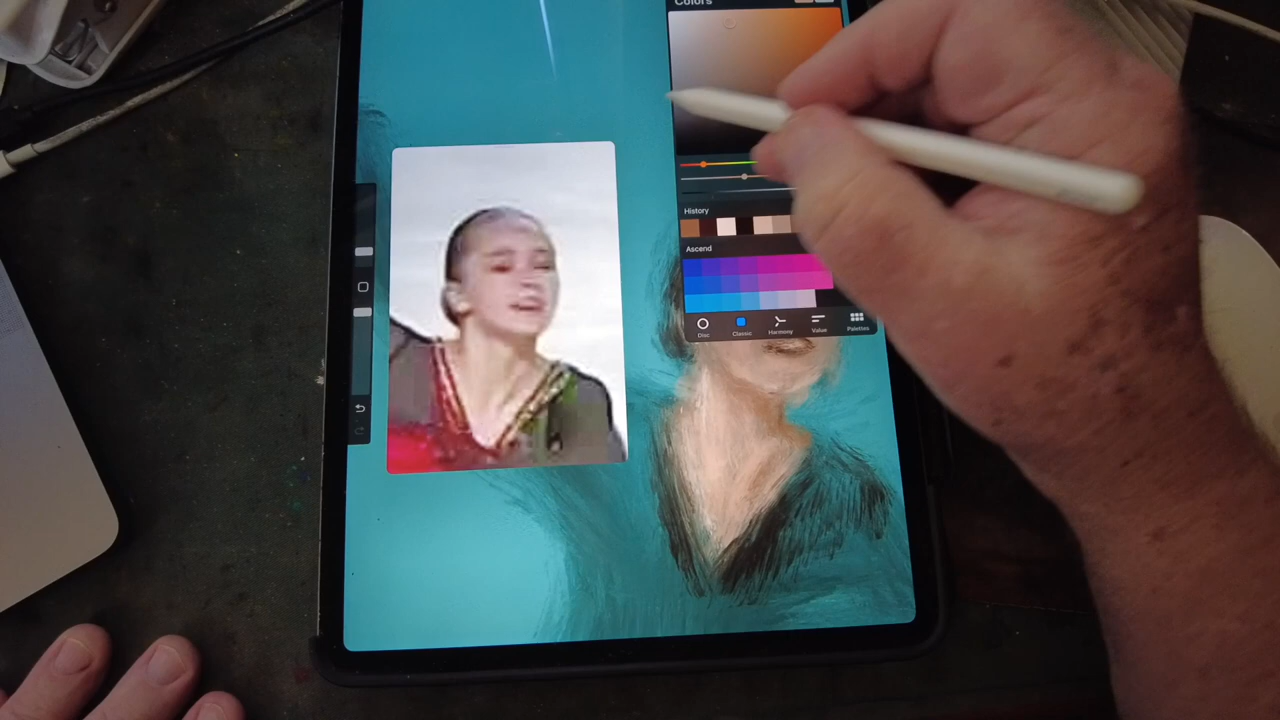 Colors
History
Ascend
Disc
Classic
Harmony
Value
Palettes